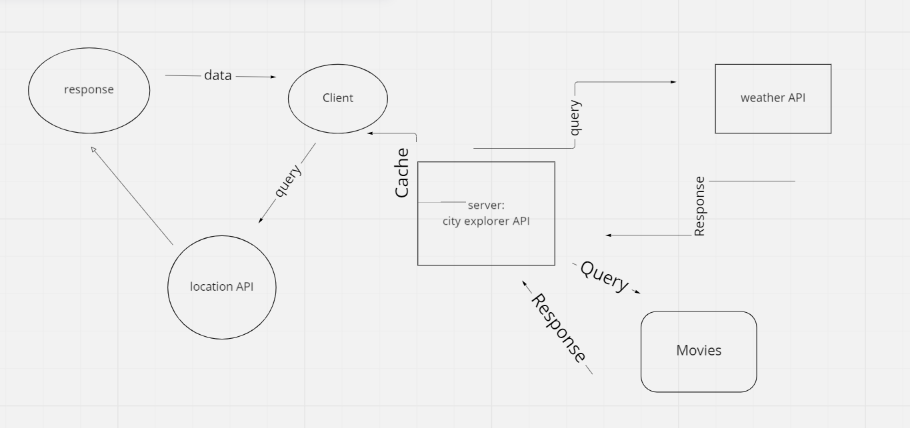 response
data
Client
query
location API
Cache
server:
city explorer API
query
weather API
Response
Query
Response
Movies